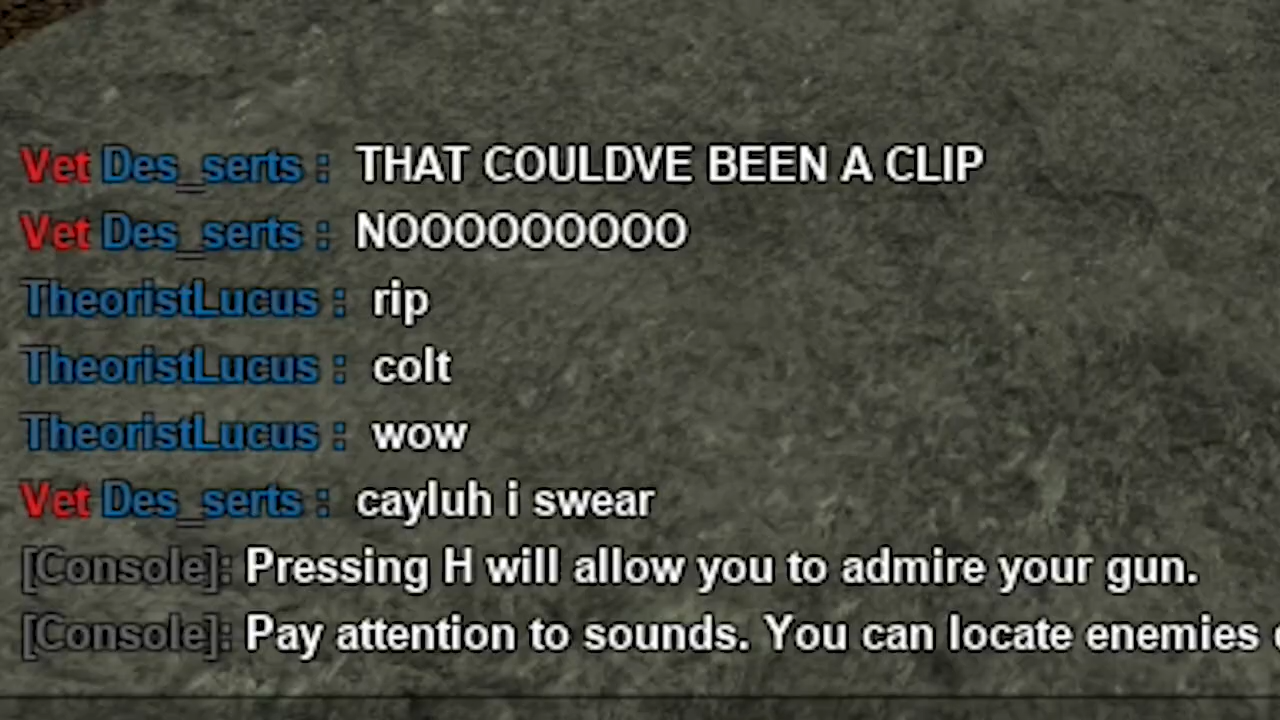 Vet Des_serts : THAT COULDVE BEEN A CLIP
Vet Des_serts : NOOOOOOOOO
TheoristLucus : rip
TheoristLucus : colt
TheoristLucus : wow
Vet Des_serts : cayluh i swear
[Console]: Pressing H will allow you to admire your gun.
[Console]: Pay attention to sounds. You can locate enemies